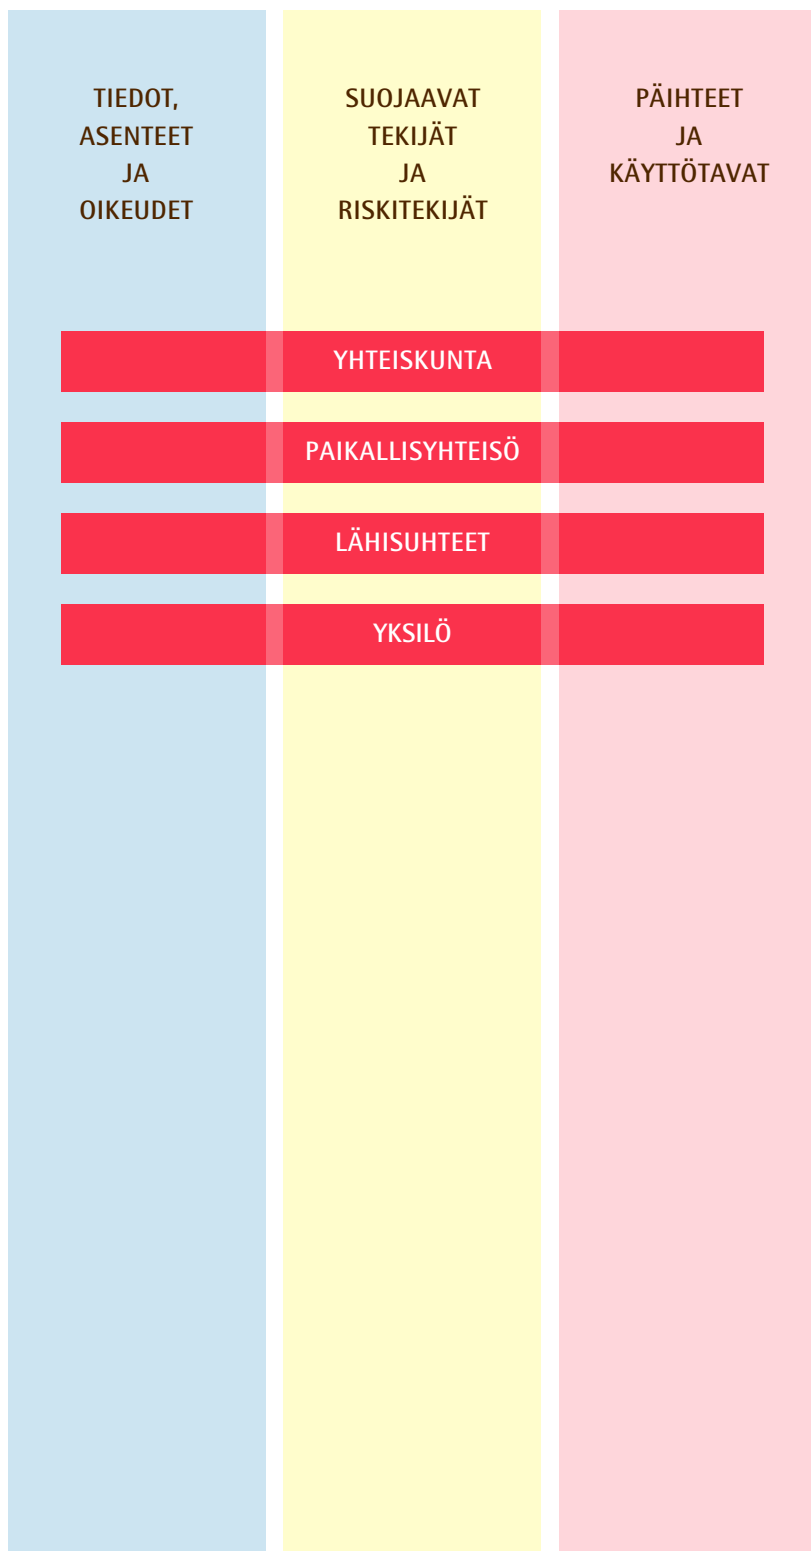 TIEDOT,
ASENTEET
JA
OIKEUDET
SUOJAAVAT
TEKIJÄT
JA
RISKITEKIJÄT
PÄIHTEET
JA
KÄYTTÖTAVAT
YHTEISKUNTA
PAIKALLISYHTEISÖ
LÄHISUHTEET
YKSILÖ